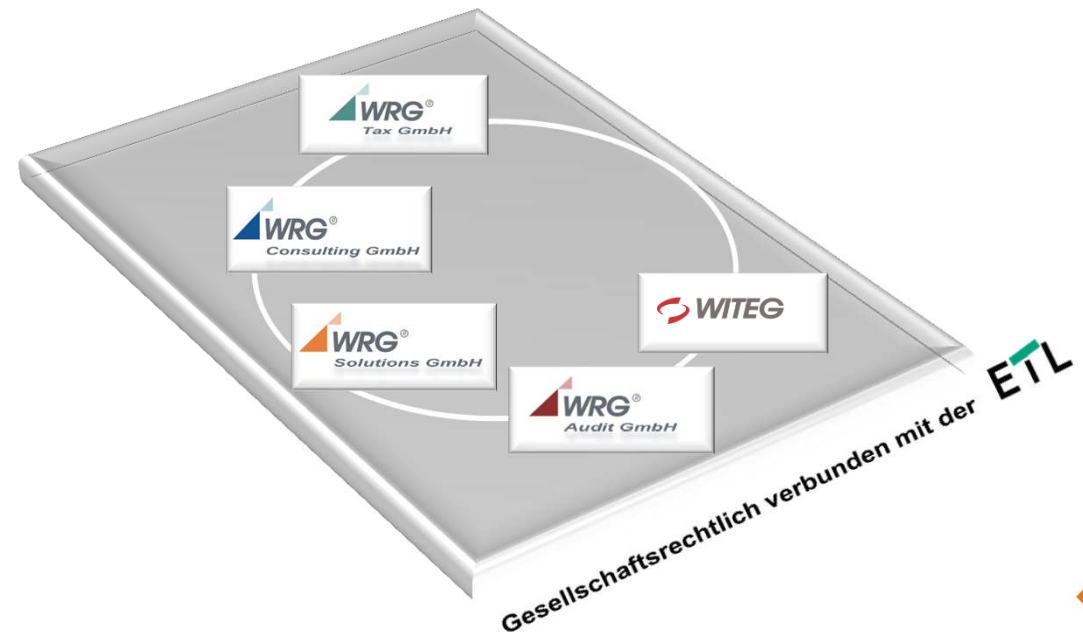 WRG®
Tax GmbH
WRG®
Consulting GmbH
WITEG
WRG®
Solutions GmbH
WRG®
Audit GmbH
Gesellschaftsrechtlich verbunden mit der ETL